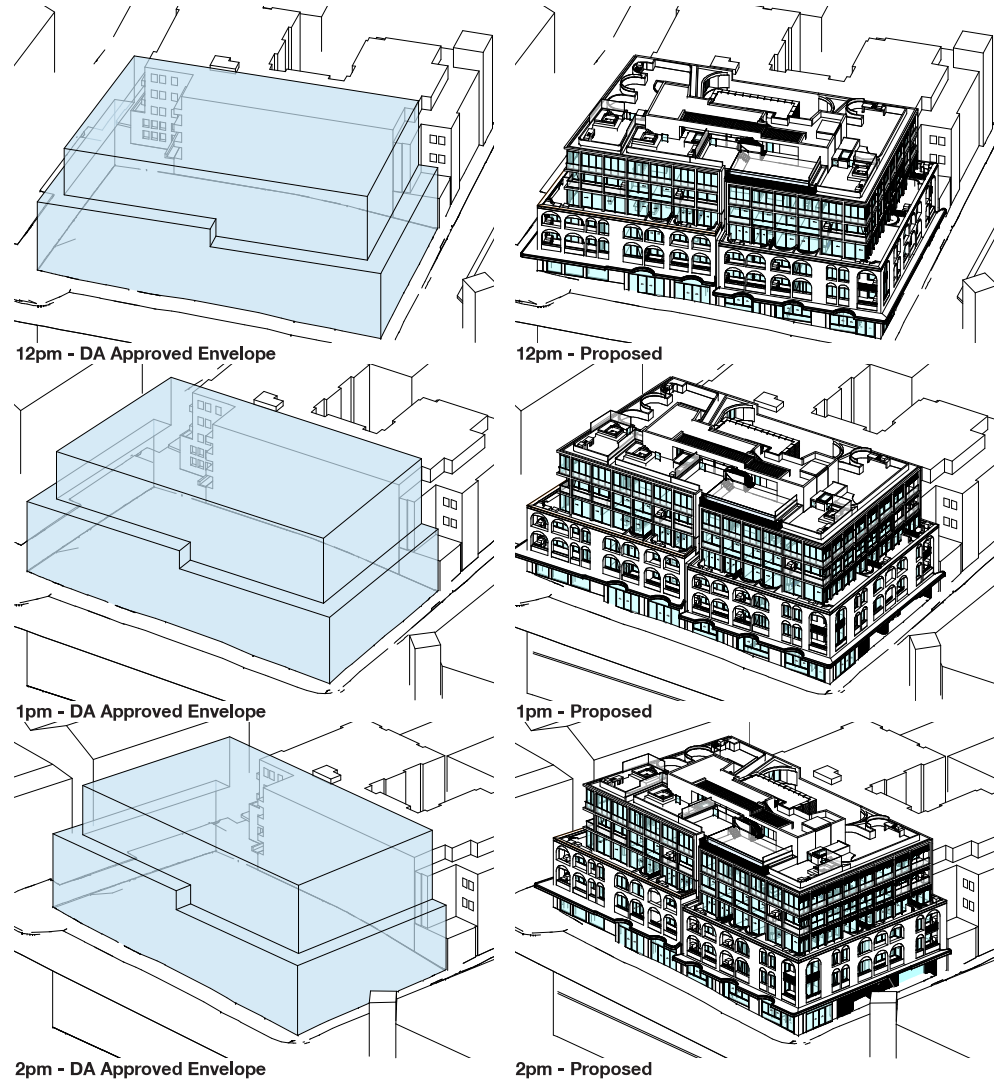 12pm - DA Approved Envelope
12pm - Proposed
1pm - DA Approved Envelope
1pm - Proposed
2pm - DA Approved Envelope
2pm - Proposed